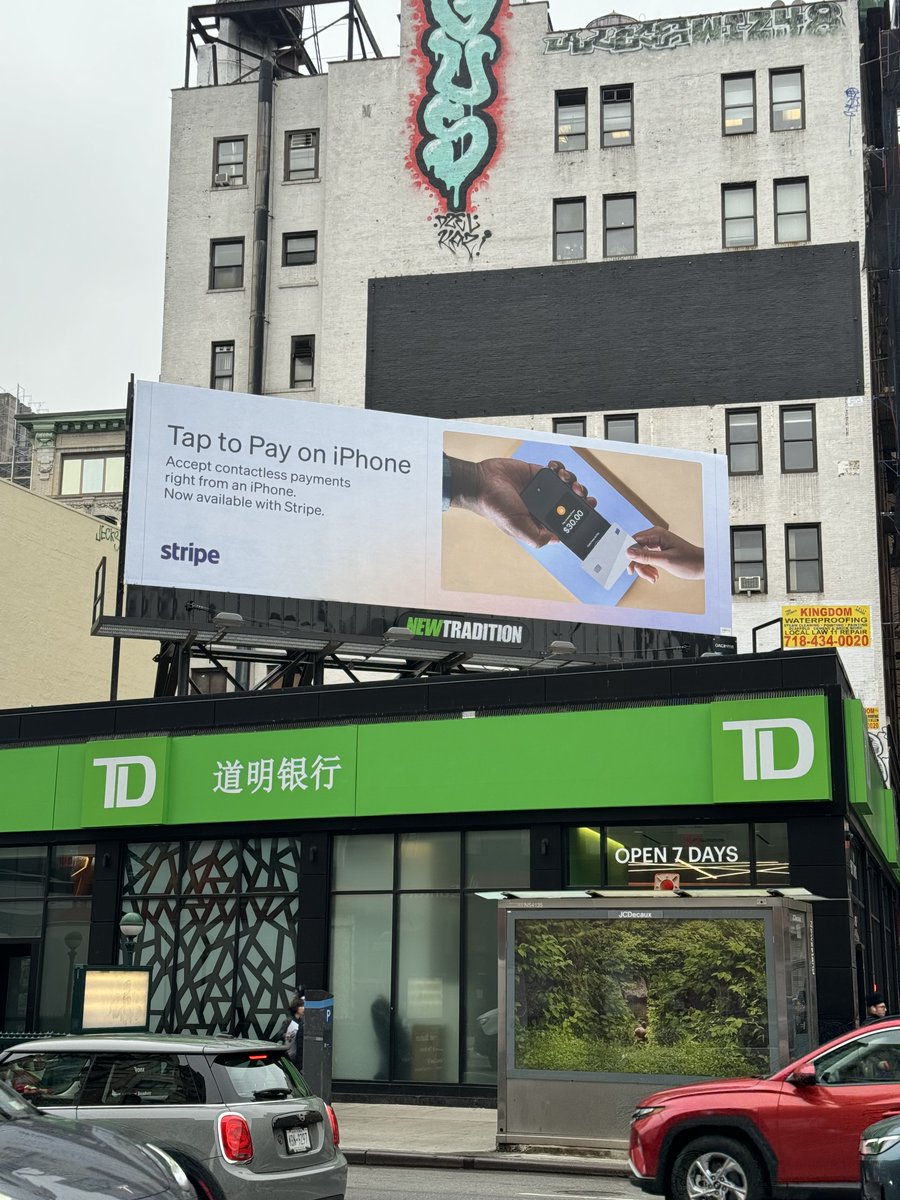 Tap to Pay on iPhone
Accept contactless payments
right from an iPhone.
Now available with Stripe.
stripe
$30.00
NEWTRADITION
KINGDOM
WATERPROOFING
LOCAL LAW 11 REPAIR
718-434-0020
TD
道明银行
TD
OPEN 7 DAYS
JCDecaux
P